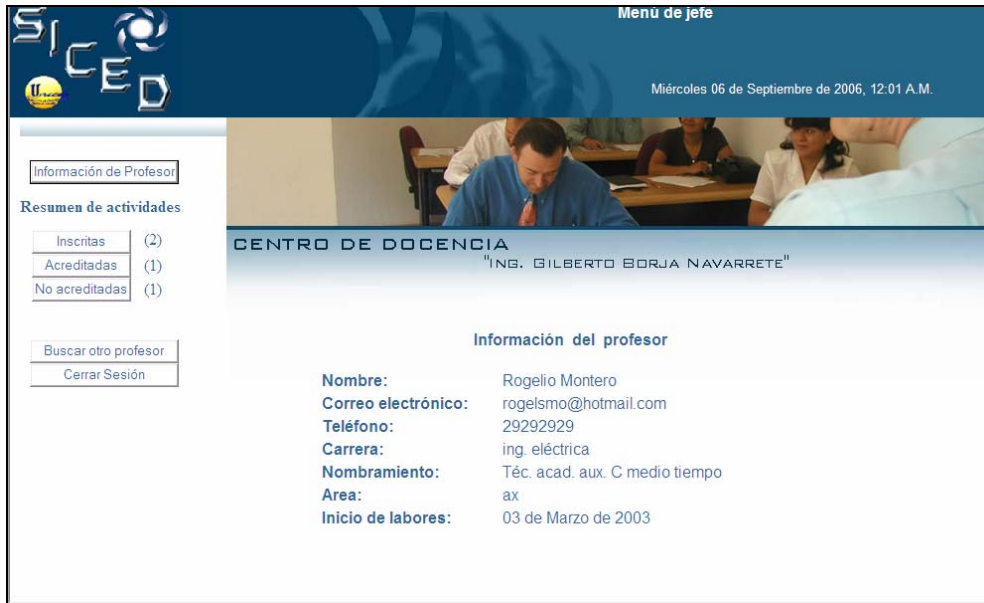 SICED
Menú de jefe
Miércoles 06 de Septiembre de 2006, 12:01 A.M.
Información de Profesor
Resumen de actividades
Inscritas (2)
Acreditadas (1)
No acreditadas (1)
Buscar otro profesor
Cerrar Sesión
CENTRO DE DOCENCIA
"ING. GILBERTO BORJA NAVARRETE"
Información del profesor
Nombre: Rogelio Montero
Correo electrónico: rogelsmo@hotmail.com
Teléfono: 29292929
Carrera: ing. eléctrica
Nombramiento: Téc. acad. aux. C medio tiempo
Area: ax
Inicio de labores: 03 de Marzo de 2003